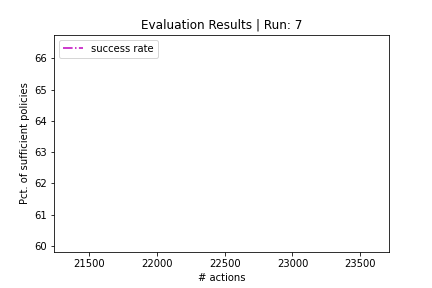 Evaluation Results | Run: 7
success rate
Pct. of sufficient policies
66
65
64
63
62
61
60
21500 22000 22500 23000 23500
# actions